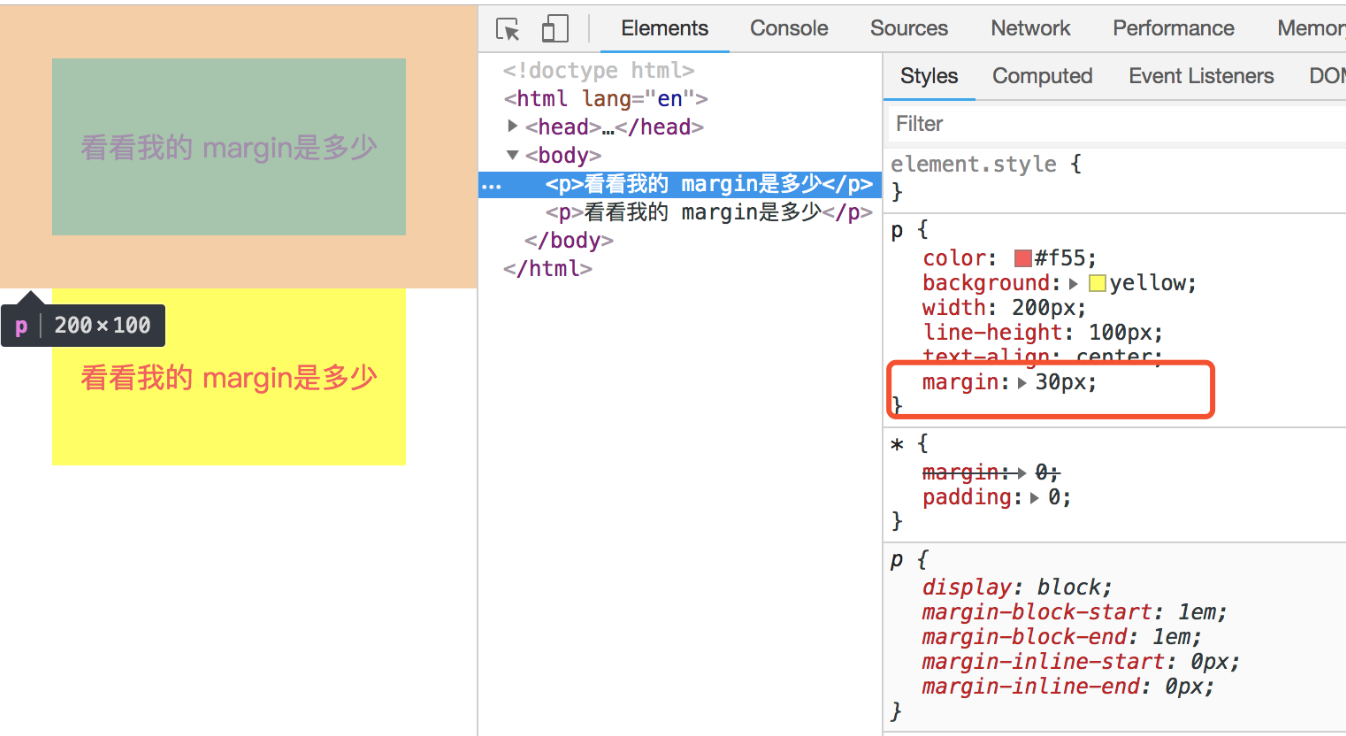 看看我的 margin是多少
p 200 × 100
看看我的 margin是多少
Elements Console Sources Network Performance Memory
<!doctype html>
<html lang="en">
<head>…</head>
<body>
... <p>看看我的 margin是多少</p>
<p>看看我的 margin是多少</p>
</body>
</html>
Styles Computed Event Listeners DOM
Filter
element.style {
}
p {
color: #f55;
background: yellow;
width: 200px;
line-height: 100px;
text-align: center;
margin: 30px;
}
* {
margin: 0;
padding: 0;
}
p {
display: block;
margin-block-start: 1em;
margin-block-end: 1em;
margin-inline-start: 0px;
margin-inline-end: 0px;
}